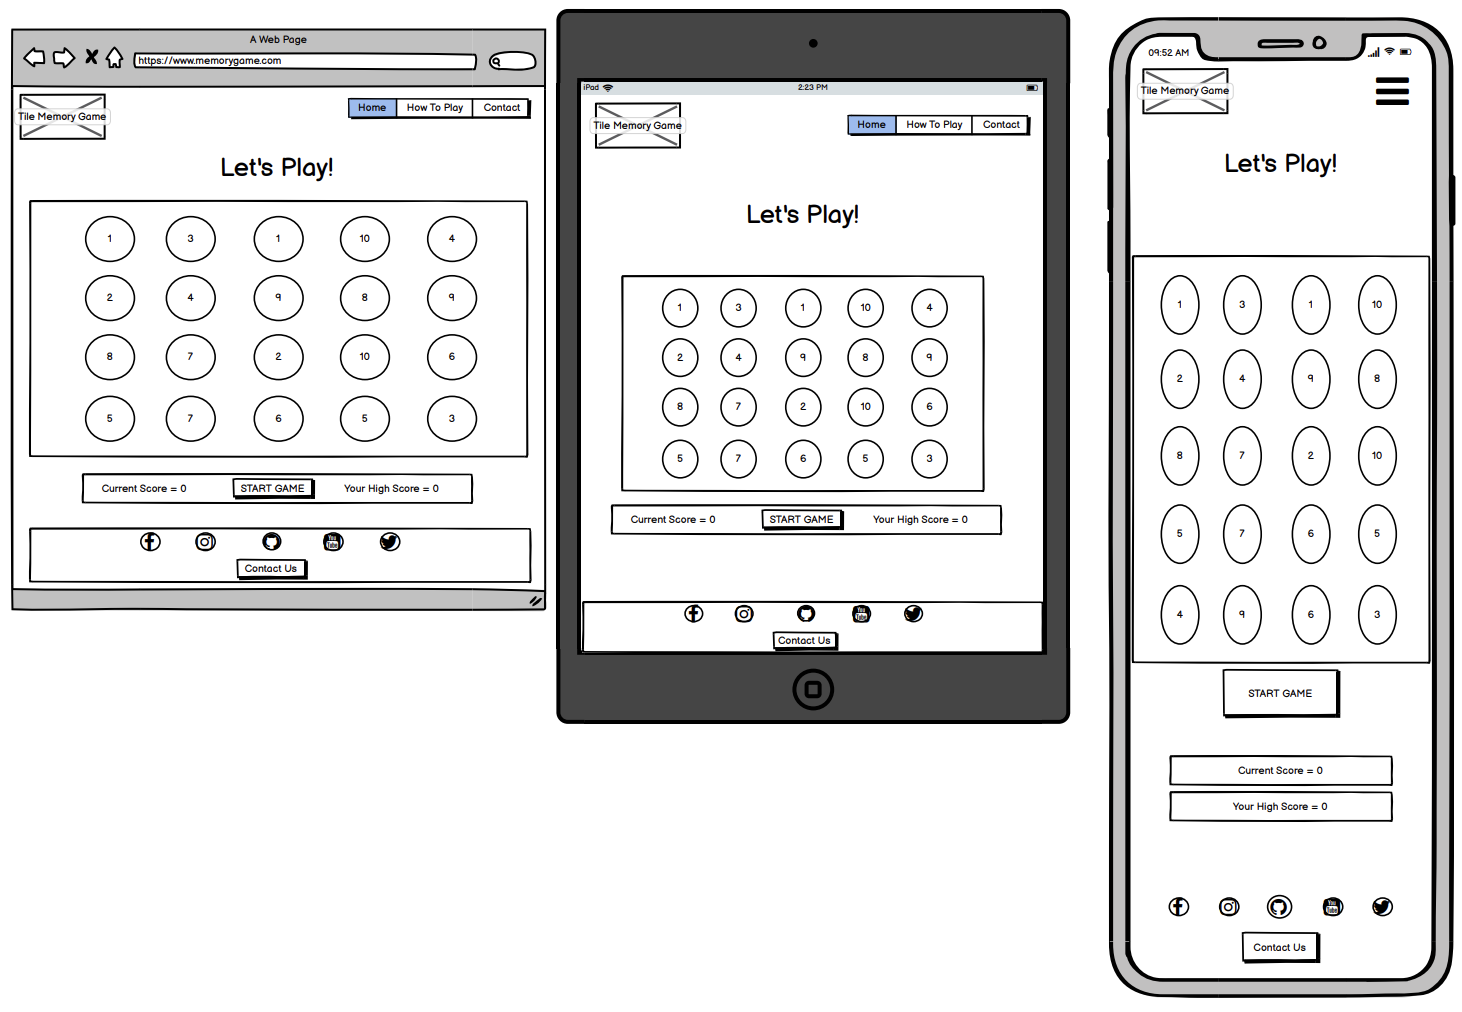 A Web Page
https://www.memorygame.com
Tile Memory Game
Home How To Play Contact
Let's Play!
1 3 1 10 4
2 4 9 8 9
8 7 2 10 6
5 7 6 5 3
Current Score = 0 START GAME Your High Score = 0
You
Tube
Contact Us
iPad 2:23 PM
Tile Memory Game
Home How To Play Contact
Let's Play!
1 3 1 10 4
2 4 9 8 9
8 7 2 10 6
5 7 6 5 3
Current Score = 0 START GAME Your High Score = 0
You
Tube
Contact Us
09:52 AM
Tile Memory Game
Let's Play!
1 3 1 10
2 4 9 8
8 7 2 10
5 7 6 5
4 9 6 3
START GAME
Current Score = 0
Your High Score = 0
You
Tube
Contact Us